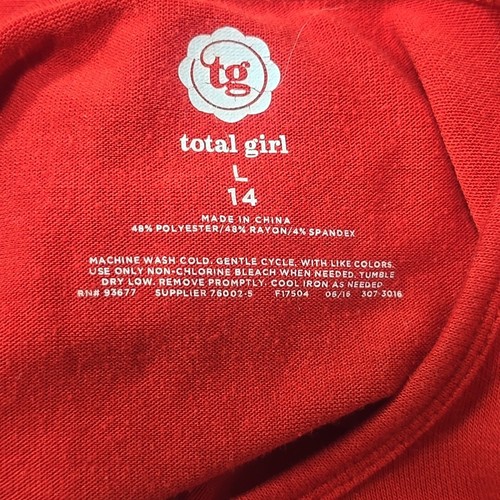 tg
total girl
L
14
MADE IN CHINA
48% POLYESTER/48% RAYON/4% SPANDEX
MACHINE WASH COLD. GENTLE CYCLE. WITH LIKE COLORS.
USE ONLY NON-CHLORINE BLEACH WHEN NEEDED. TUMBLE
DRY LOW. REMOVE PROMPTLY. COOL IRON AS NEEDED
RN# 93677 SUPPLIER 76002-5 F17504 06/16 307-3016